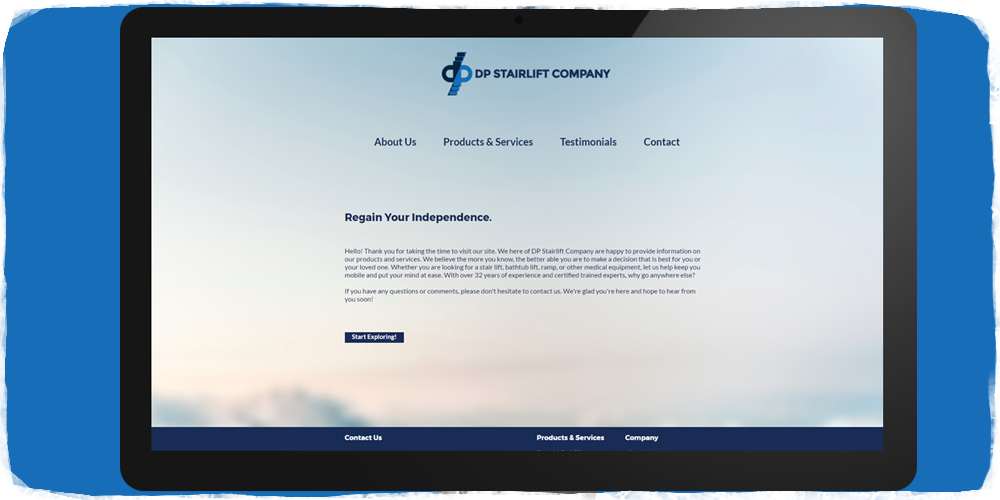 dp DP STAIRLIFT COMPANY
About Us Products & Services Testimonials Contact
Regain Your Independence.
Hello! Thank you for taking the time to visit our site. We here of DP Stairlift Company are happy to provide information on
our products and services. We believe the more you know, the better able you are to make a decision that is best for you or
your loved one. Whether you are looking for a stair lift, bathtub lift, ramp, or other medical equipment, let us help keep you
mobile and put your mind at ease. With over 32 years of experience and certified trained experts, why go anywhere else?
If you have any questions or comments, please don't hesitate to contact us. We're glad you're here and hope to hear from
you soon!
Start Exploring!
Contact Us Products & Services Company